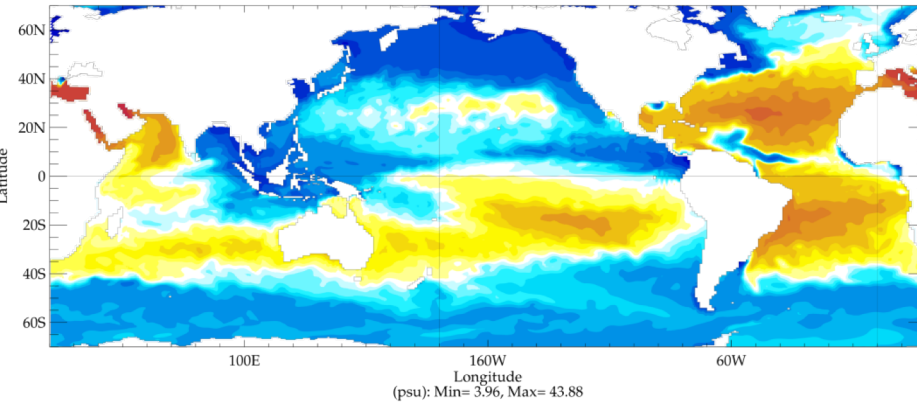 60N
40N
20N
0
20S
40S
60S
Latitude
100E
160W
60W
Longitude
(psu): Min= 3.96, Max= 43.88